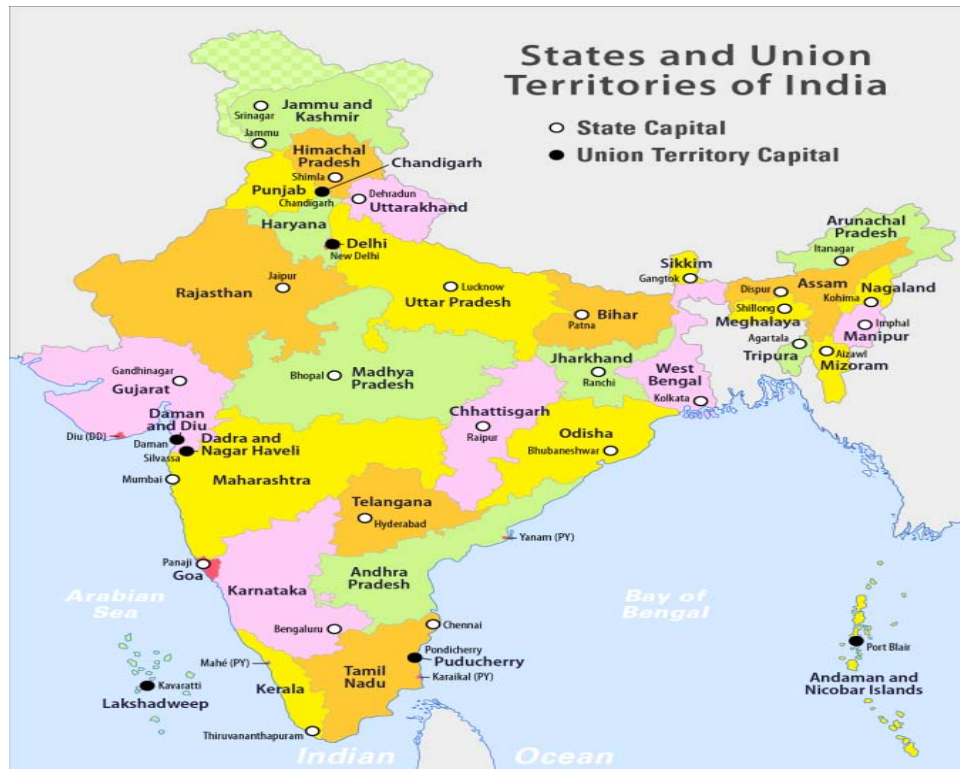 States and Union
Territories of India
State Capital
Union Territory Capital
Jammu and
Kashmir
Srinagar
Jammu
Himachal
Pradesh
Shimla
Chandigarh
Punjab
Chandigarh
Dehradun
Uttarakhand
Haryana
Delhi
New Delhi
Arunachal
Pradesh
Itanagar
Sikkim
Gangtok
Dispur
Assam
Nagaland
Kohima
Shillong
Meghalaya
Imphal
Manipur
Agartala
Tripura
Aizawl
Mizoram
Jaipur
Rajasthan
Lucknow
Uttar Pradesh
Bihar
Patna
Jharkhand
Ranchi
West
Bengal
Kolkata
Gandhinagar
Gujarat
Bhopal
Madhya
Pradesh
Chhattisgarh
Raipur
Odisha
Bhubaneshwar
Daman
and Diu
Diu (DD)
Daman
Dadra and
Nagar Haveli
Silvassa
Mumbai
Maharashtra
Telangana
Hyderabad
Yanam (PY)
Panaji
Goa
Karnataka
Andhra
Pradesh
Arabian
Sea
Bay of
Bengal
Bengaluru
Chennai
Pondicherry
Puducherry
Karaikal (PY)
Mahé (PY)
Tamil
Nadu
Kerala
Kavaratti
Lakshadweep
Thiruvananthapuram
Port Blair
Andaman and
Nicobar Islands
Indian Ocean